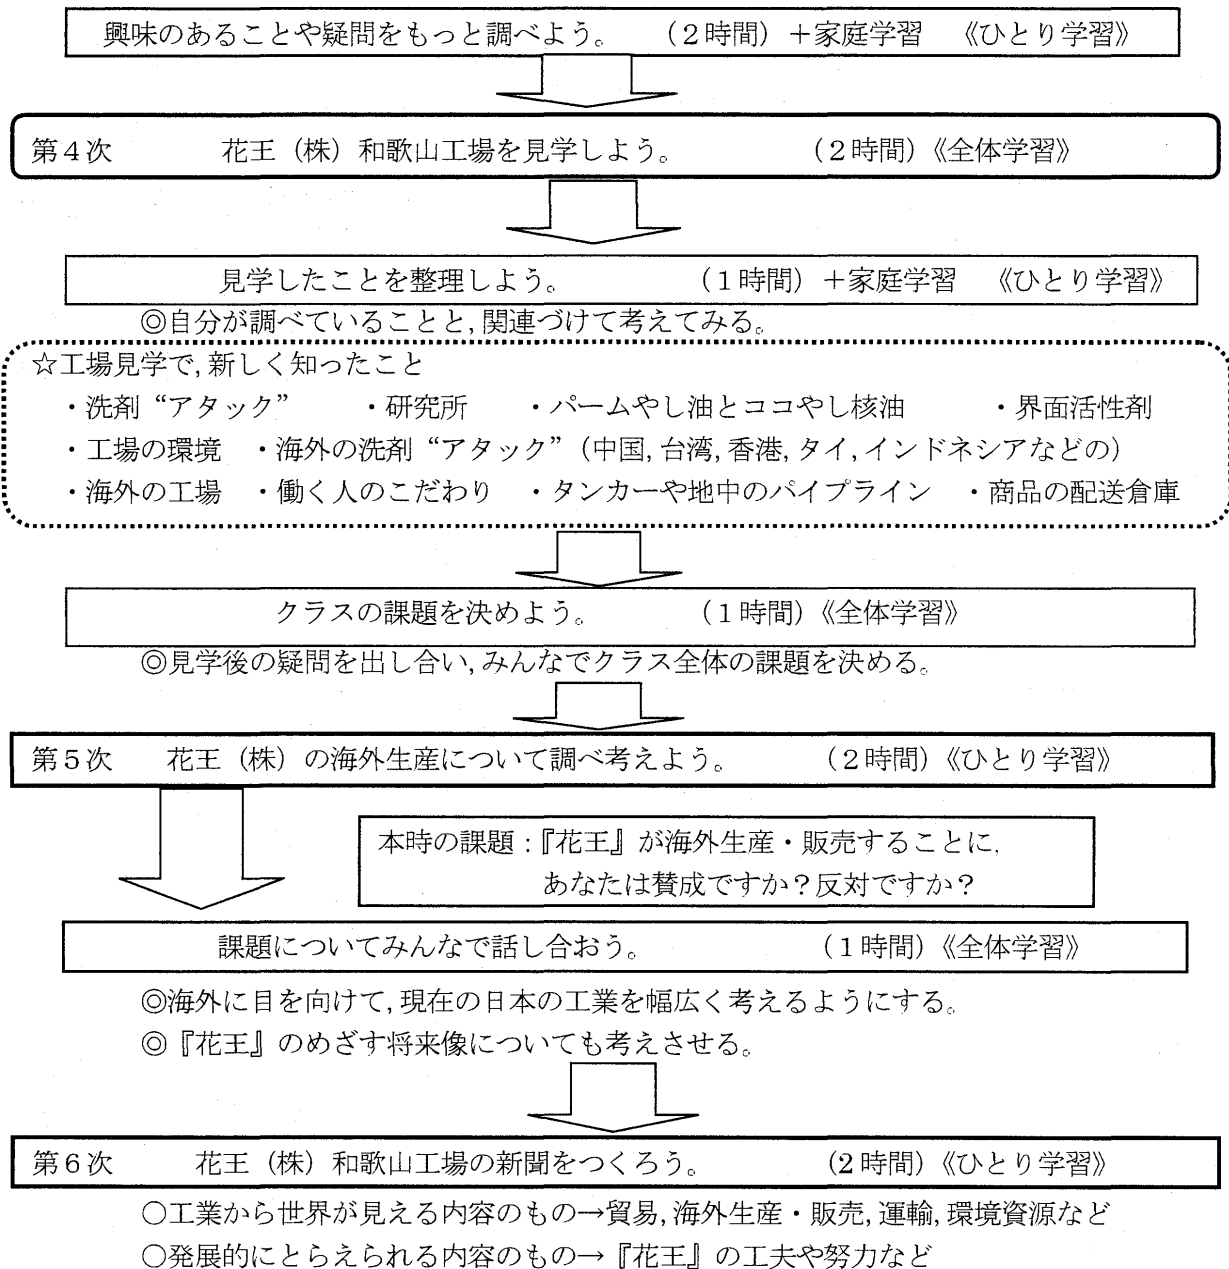 興味のあることや疑問をもっと調べよう。 （２時間）＋家庭学習 《ひとり学習》
第４次 花王（株）和歌山工場を見学しよう。 （２時間）《全体学習》
見学したことを整理しよう。 （１時間）＋家庭学習 《ひとり学習》
◎自分が調べていることと,関連づけて考えてみる。
☆工場見学で,新しく知ったこと
・洗剤“アタック” ・研究所 ・パームやし油とココやし核油 ・界面活性剤
・工場の環境 ・海外の洗剤“アタック”（中国,台湾,香港,タイ,インドネシアなどの）
・海外の工場 ・働く人のこだわり ・タンカーや地中のパイプライン ・商品の配送倉庫
クラスの課題を決めよう。 （１時間）《全体学習》
◎見学後の疑問を出し合い,みんなでクラス全体の課題を決める。
第５次 花王（株）の海外生産について調べ考えよう。 （２時間）《ひとり学習》
本時の課題：『花王』が海外生産・販売することに,
あなたは賛成ですか？反対ですか？
課題についてみんなで話し合おう。 （１時間）《全体学習》
◎海外に目を向けて,現在の日本の工業を幅広く考えるようにする。
◎『花王』のめざす将来像についても考えさせる。
第６次 花王（株）和歌山工場の新聞をつくろう。 （２時間）《ひとり学習》
○工業から世界が見える内容のもの→貿易,海外生産・販売,運輸,環境資源など
○発展的にとらえられる内容のもの→『花王』の工夫や努力など